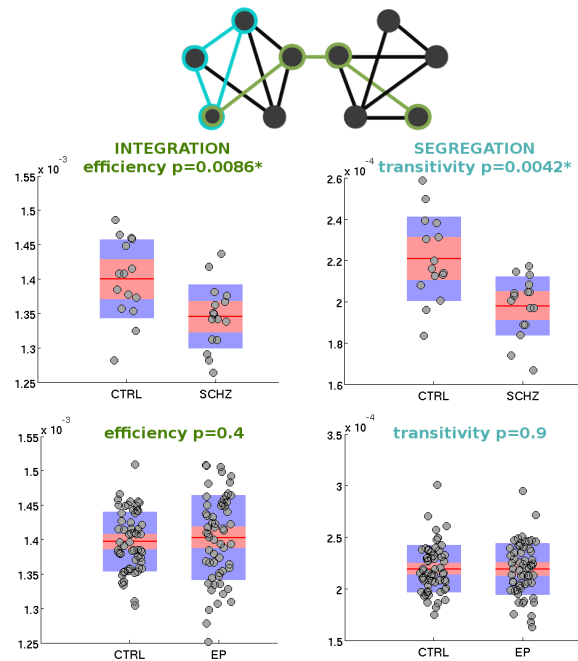 INTEGRATION
efficiency p=0.0086*
SEGREGATION
transitivity p=0.0042*
x 10 -3
1.55
1.5
1.45
1.4
1.35
1.3
1.25
CTRL
SCHZ
x 10 -4
2.6
2.4
2.2
2
1.8
1.6
CTRL
SCHZ
efficiency p=0.4
x 10 -3
1.55
1.5
1.45
1.4
1.35
1.3
1.25
CTRL
EP
transitivity p=0.9
x 10 -4
3.5
3
2.5
2
1.5
CTRL
EP